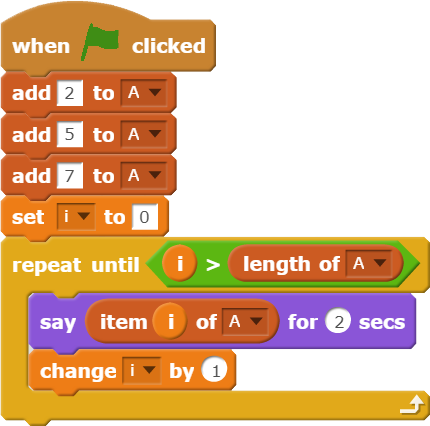 when clicked
add 2 to A
add 5 to A
add 7 to A
set i to 0
repeat until i > length of A
say item i of A for 2 secs
change i by 1